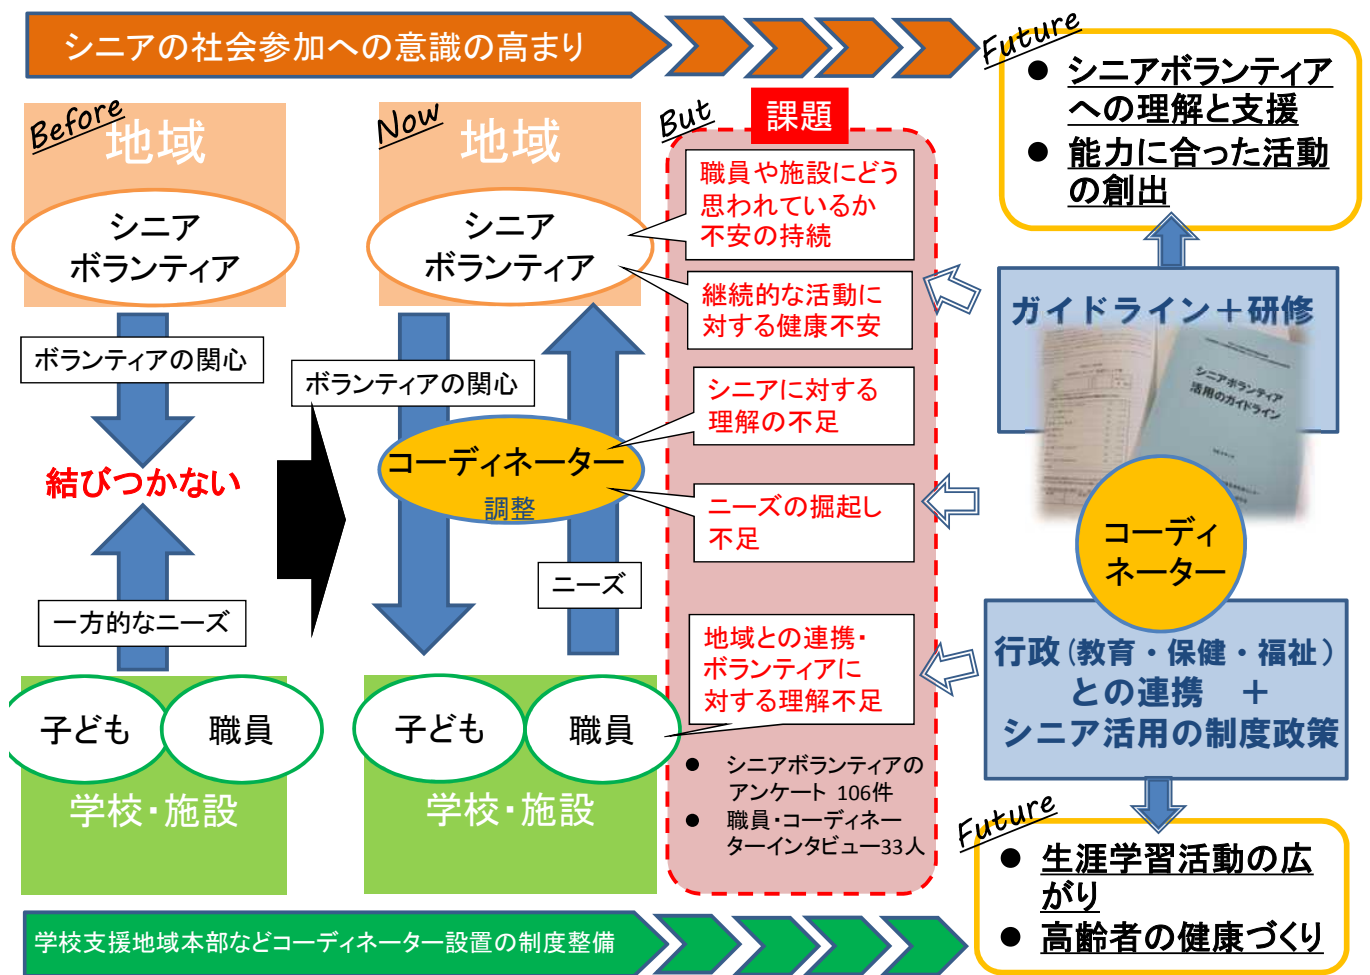 シニアの社会参加への意識の高まり
Future
● シニアボランティア
への理解と支援
● 能力に合った活動
の創出
Before
地域
シニア
ボランティア
ボランティアの関心
結びつかない
一方的なニーズ
子ども
職員
学校・施設
Now
地域
シニア
ボランティア
ボランティアの関心
コーディネーター
調整
ニーズ
子ども
職員
学校・施設
But
課題
職員や施設にどう
思われているか
不安の持続
継続的な活動に
対する健康不安
シニアに対する
理解の不足
ニーズの掘起し
不足
地域との連携・
ボランティアに
対する理解不足
● シニアボランティアの
アンケート 106件
● 職員・コーディネー
ターインタビュー33人
ガイドライン＋研修
シニアボランティア
活用のガイドライン
コーディ
ネーター
行政（教育・保健・福祉）
との連携 ＋
シニア活用の制度政策
Future
● 生涯学習活動の広
がり
● 高齢者の健康づくり
学校支援地域本部などコーディネーター設置の制度整備